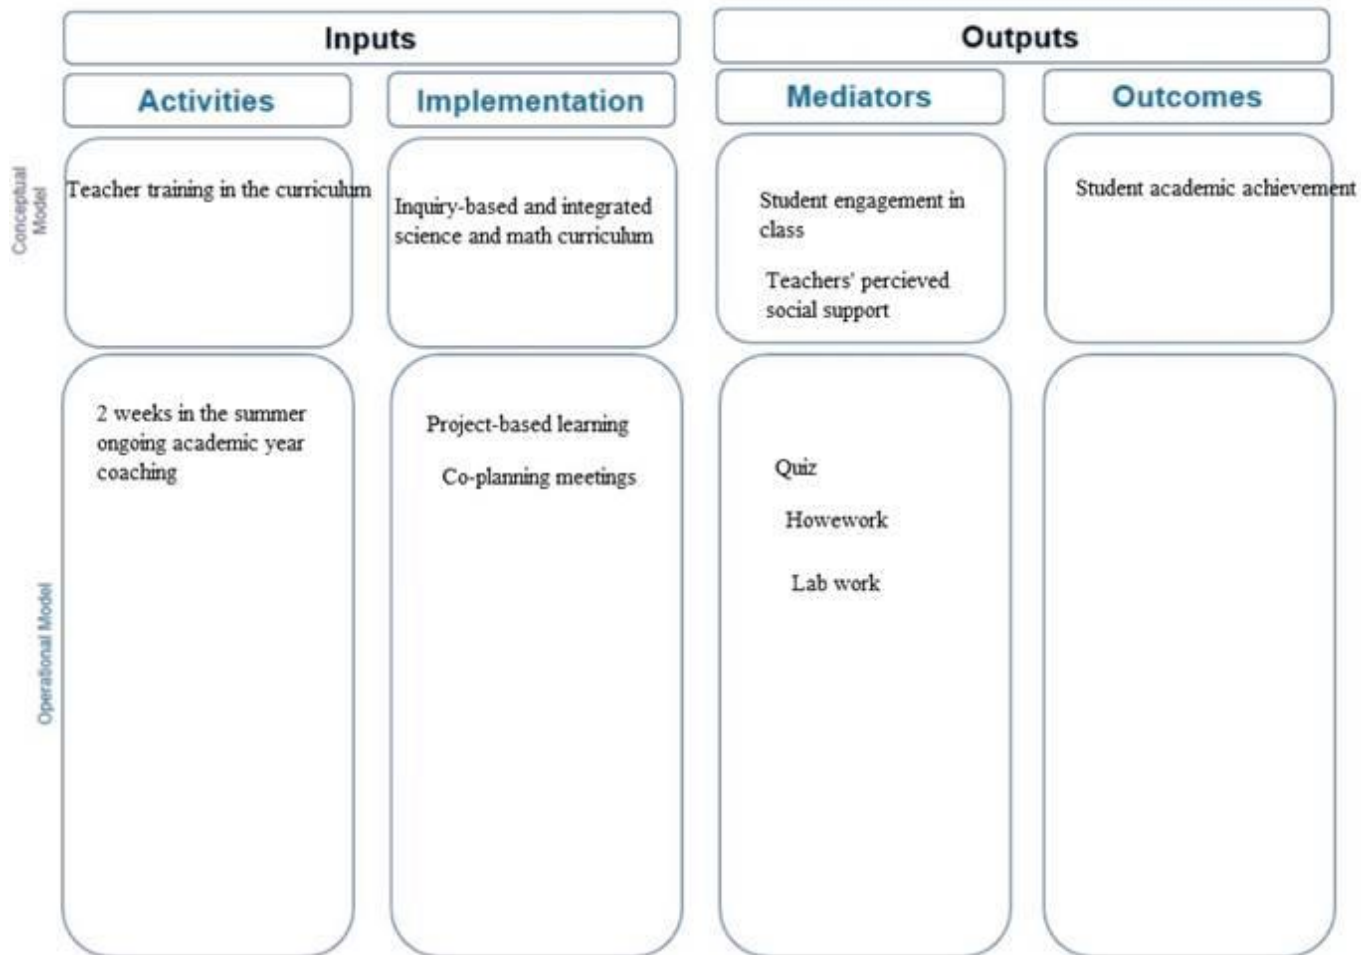 Inputs
Outputs
Activities
Implementation
Mediators
Outcomes
Conceptual
Model
Teacher training in the curriculum
Inquiry-based and integrated
science and math curriculum
Student engagement in
class
Teachers' percieved
social support
Student academic achievement
Operational Model
2 weeks in the summer
ongoing academic year
coaching
Project-based learning
Co-planning meetings
Quiz
Howework
Lab work